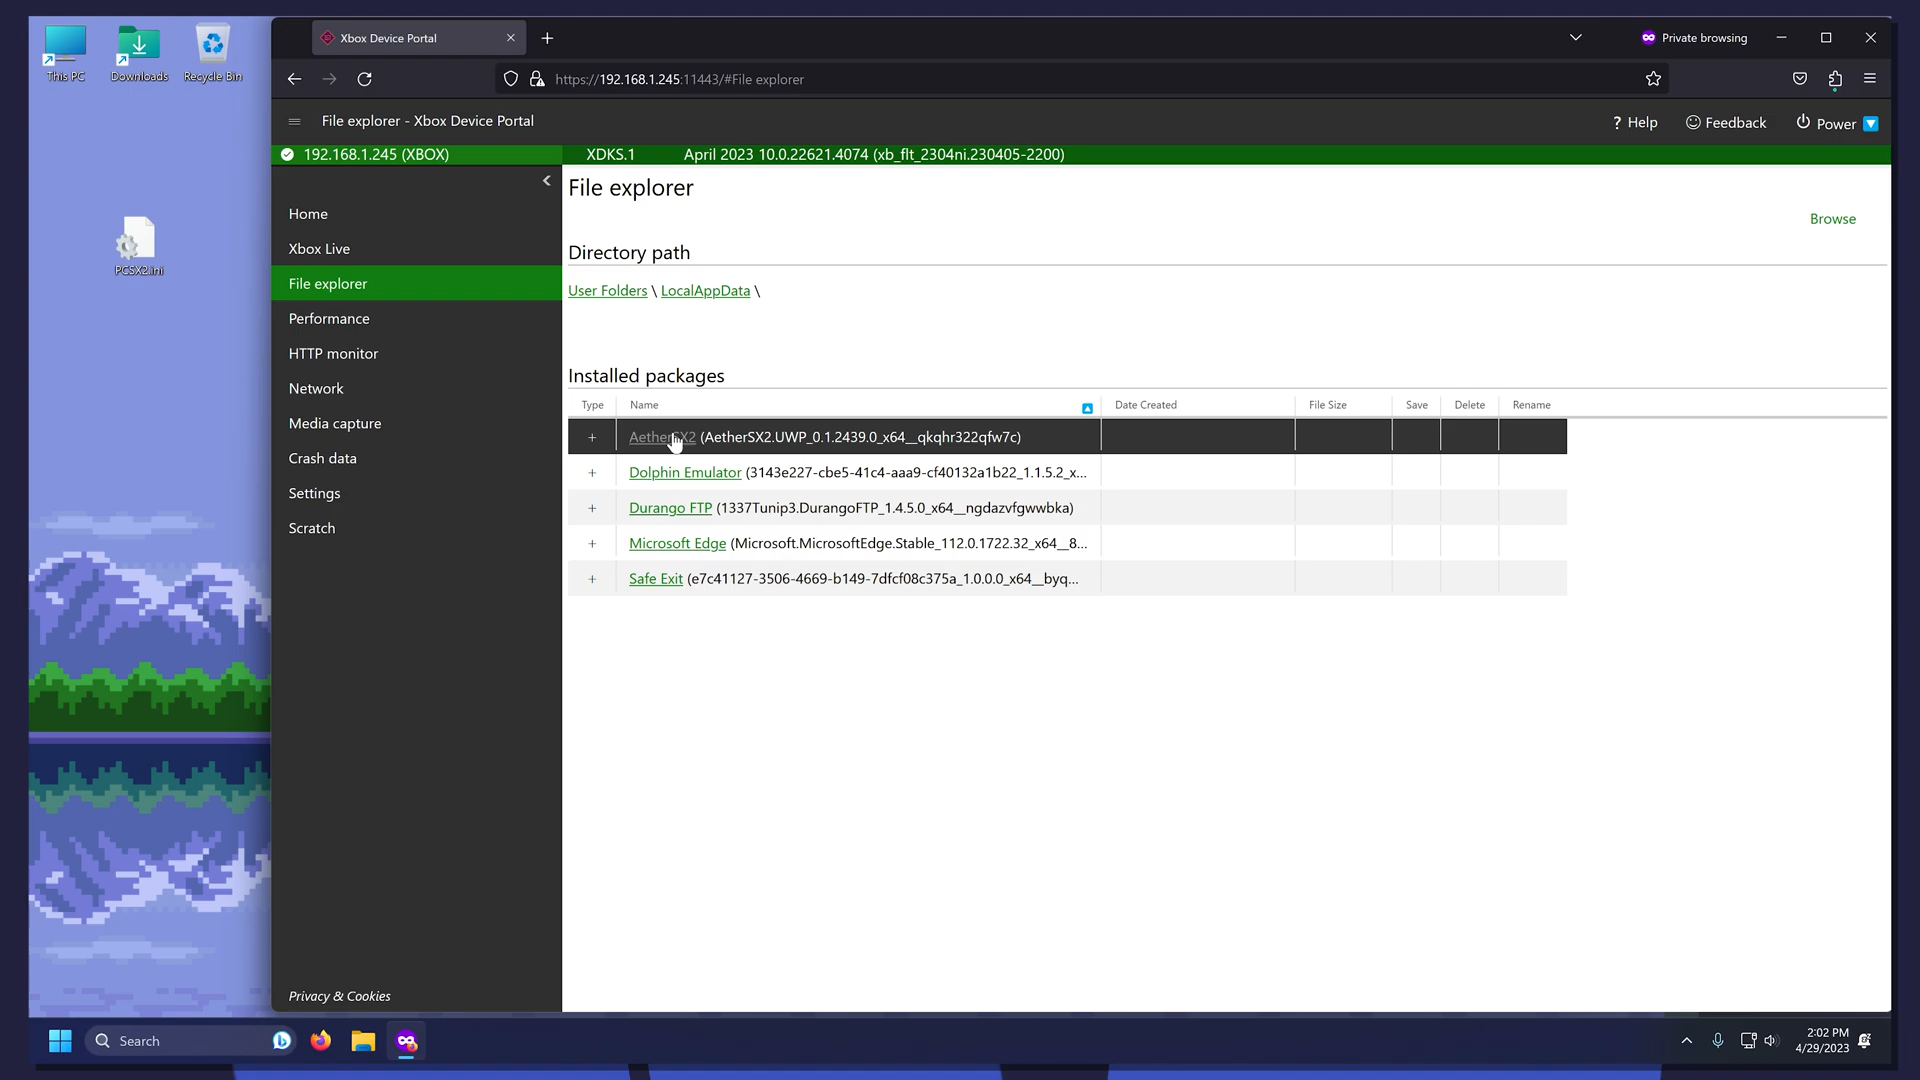 This PC
Downloads
Recycle Bin
PCSX2.ini
Xbox Device Portal
Private browsing
https://192.168.1.245:11443/#File explorer
File explorer - Xbox Device Portal
? Help
Feedback
Power
192.168.1.245 (XBOX)
XDKS.1
April 2023 10.0.22621.4074 (xb_flt_2304ni.230405-2200)
Home
Xbox Live
File explorer
Performance
HTTP monitor
Network
Media capture
Crash data
Settings
Scratch
Privacy & Cookies
File explorer
Browse
Directory path
User Folders \ LocalAppData \
Installed packages
Type Name Date Created File Size Save Delete Rename
+ AetherSX2 (AetherSX2.UWP_0.1.2439.0_x64__qkqhr322qfw7c)
+ Dolphin Emulator (3143e227-cbe5-41c4-aaa9-cf40132a1b22_1.1.5.2_x...
+ Durango FTP (1337Tunip3.DurangoFTP_1.4.5.0_x64__ngdazvfgwwbka)
+ Microsoft Edge (Microsoft.MicrosoftEdge.Stable_112.0.1722.32_x64__8...
+ Safe Exit (e7c41127-3506-4669-b149-7dfcf08c375a_1.0.0.0_x64__byq...
Search
2:02 PM
4/29/2023